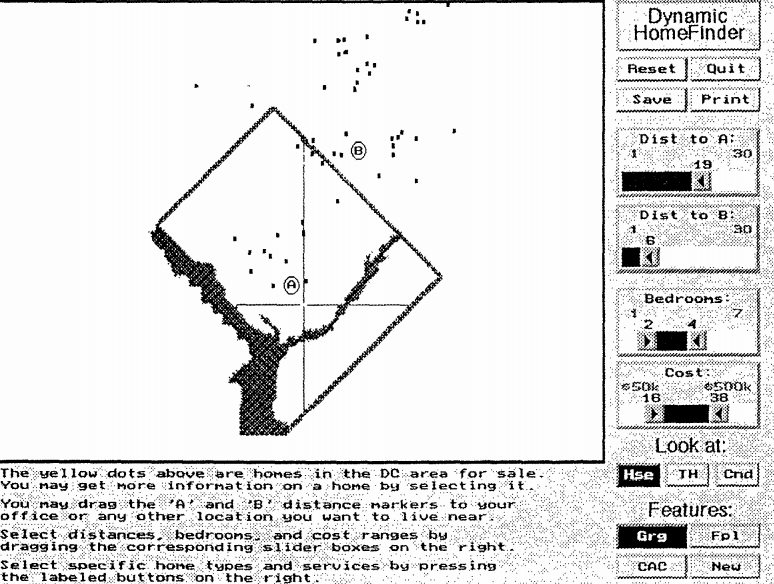 Dynamic
HomeFinder
Reset Quit
Save Print
Dist to A:
1 30
19
Dist to B:
1 30
6
B
A
Bedrooms:
1 7
2 4
Cost:
¢50k ¢500k
16 38
Look at:
Hse TH Cnd
Features:
Grg Fpl
CAC New
The yellow dots above are homes in the DC area for sale.
You may get more information on a home by selecting it.
You may drag the 'A' and 'B' distance markers to your
office or any other location you want to live near.
Select distances, bedrooms, and cost ranges by
dragging the corresponding slider boxes on the right.
Select specific home types and services by pressing
the labeled buttons on the right.